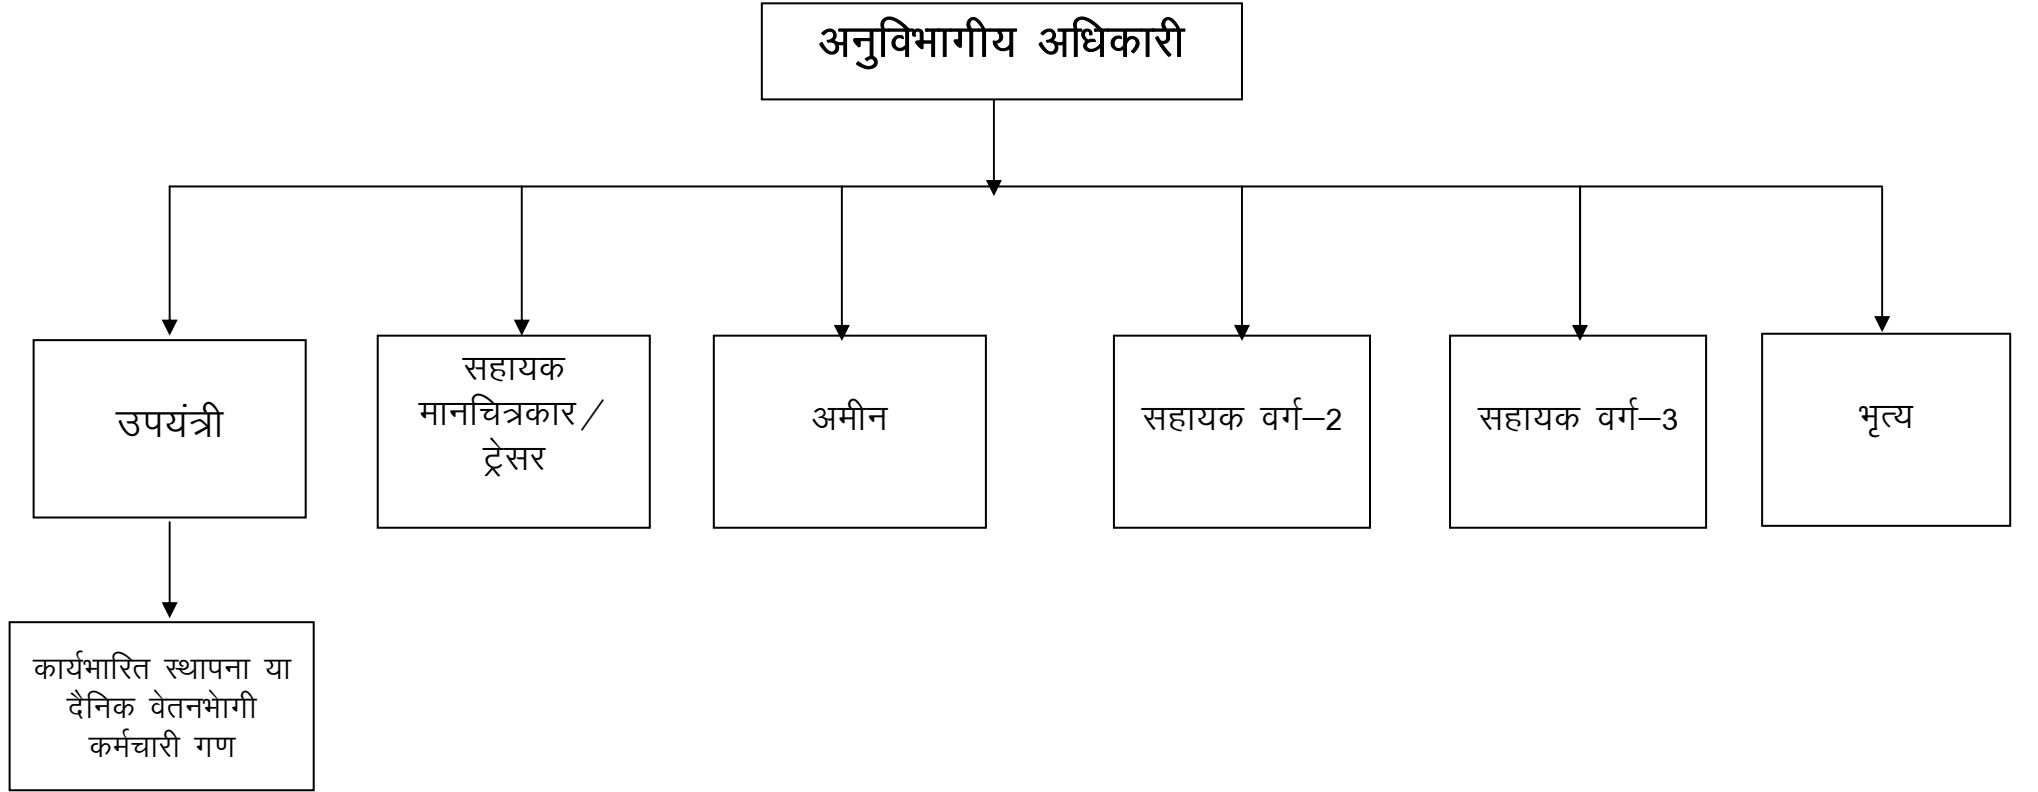 अनुविभागीय अधिकारी
उपयंत्री
सहायक
मानचित्रकार/
ट्रेसर
अमीन
सहायक वर्ग–2
सहायक वर्ग–3
भृत्य
कार्यभारित स्थापना या
दैनिक वेतनभोगी
कर्मचारी गण